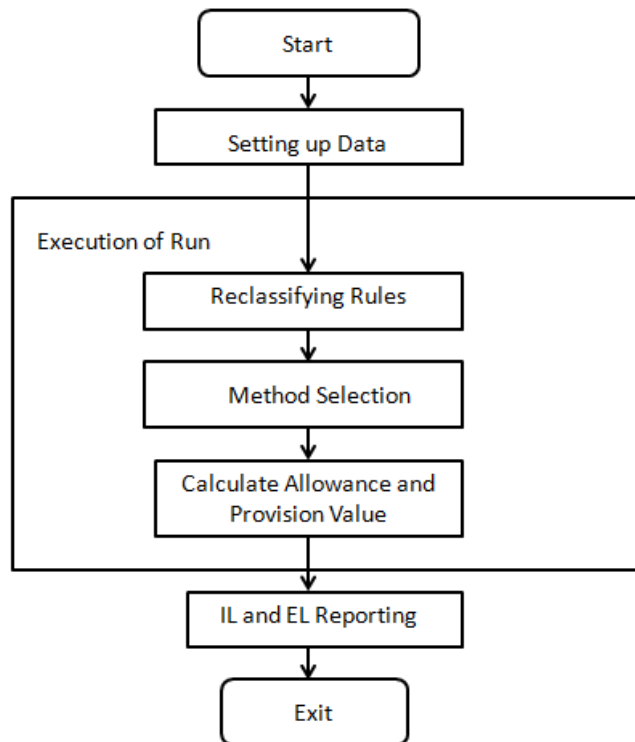 Start
Setting up Data
Execution of Run
Reclassifying Rules
Method Selection
Calculate Allowance and
Provision Value
IL and EL Reporting
Exit